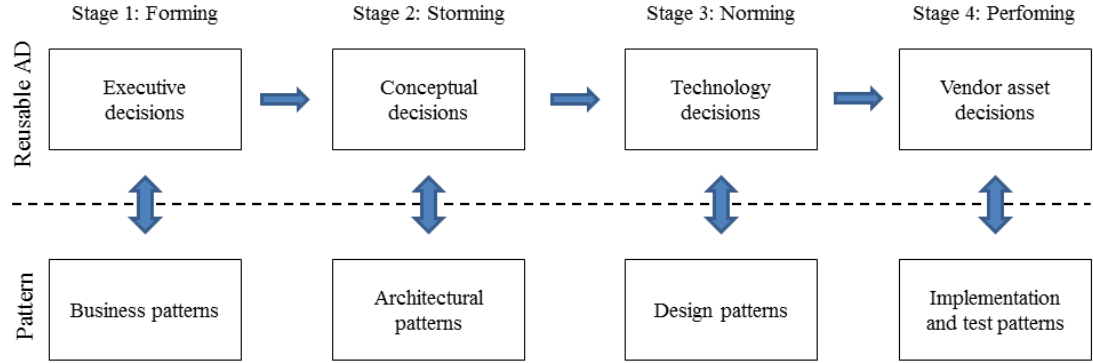 Stage 1: Forming
Stage 2: Storming
Stage 3: Norming
Stage 4: Perfoming
Reusable AD
Executive
decisions
Conceptual
decisions
Technology
decisions
Vendor asset
decisions
Pattern
Business patterns
Architectural
patterns
Design patterns
Implementation
and test patterns